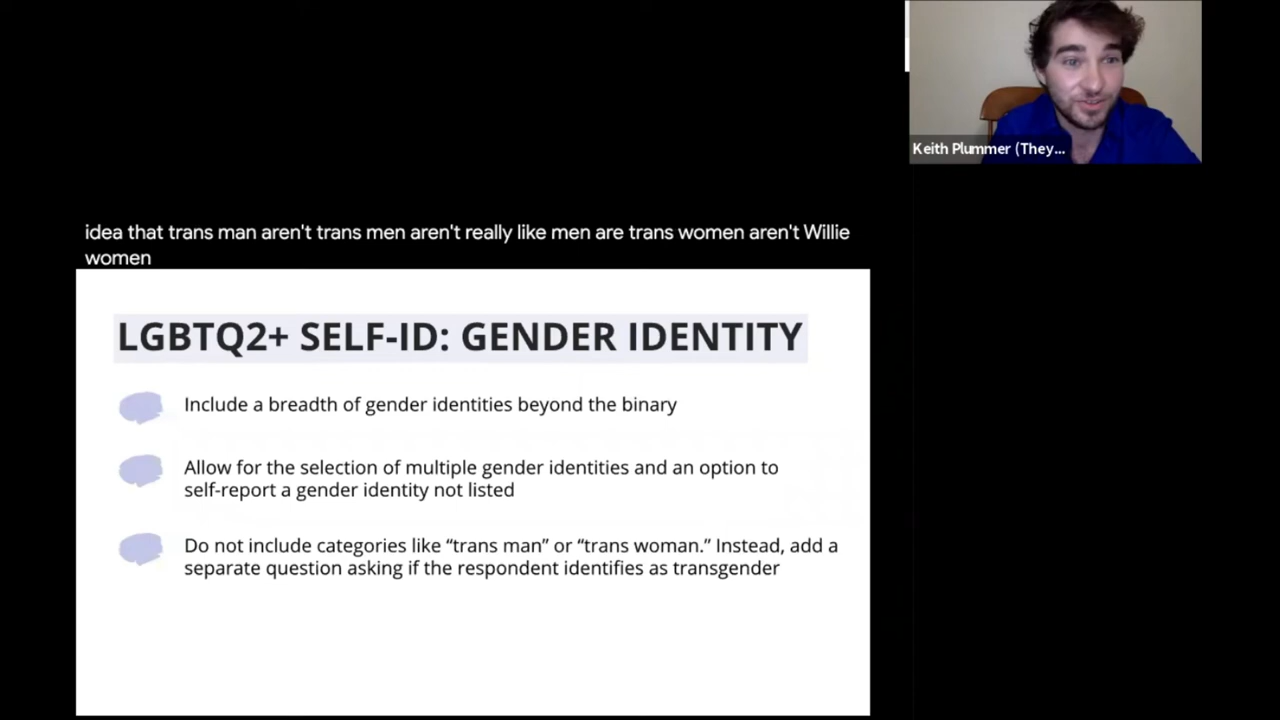 Keith Plummer (They...
idea that trans man aren't trans men aren't really like men are trans women aren't Willie
women
LGBTQ2+ SELF-ID: GENDER IDENTITY
Include a breadth of gender identities beyond the binary
Allow for the selection of multiple gender identities and an option to
self-report a gender identity not listed
Do not include categories like “trans man” or “trans woman.” Instead, add a
separate question asking if the respondent identifies as transgender